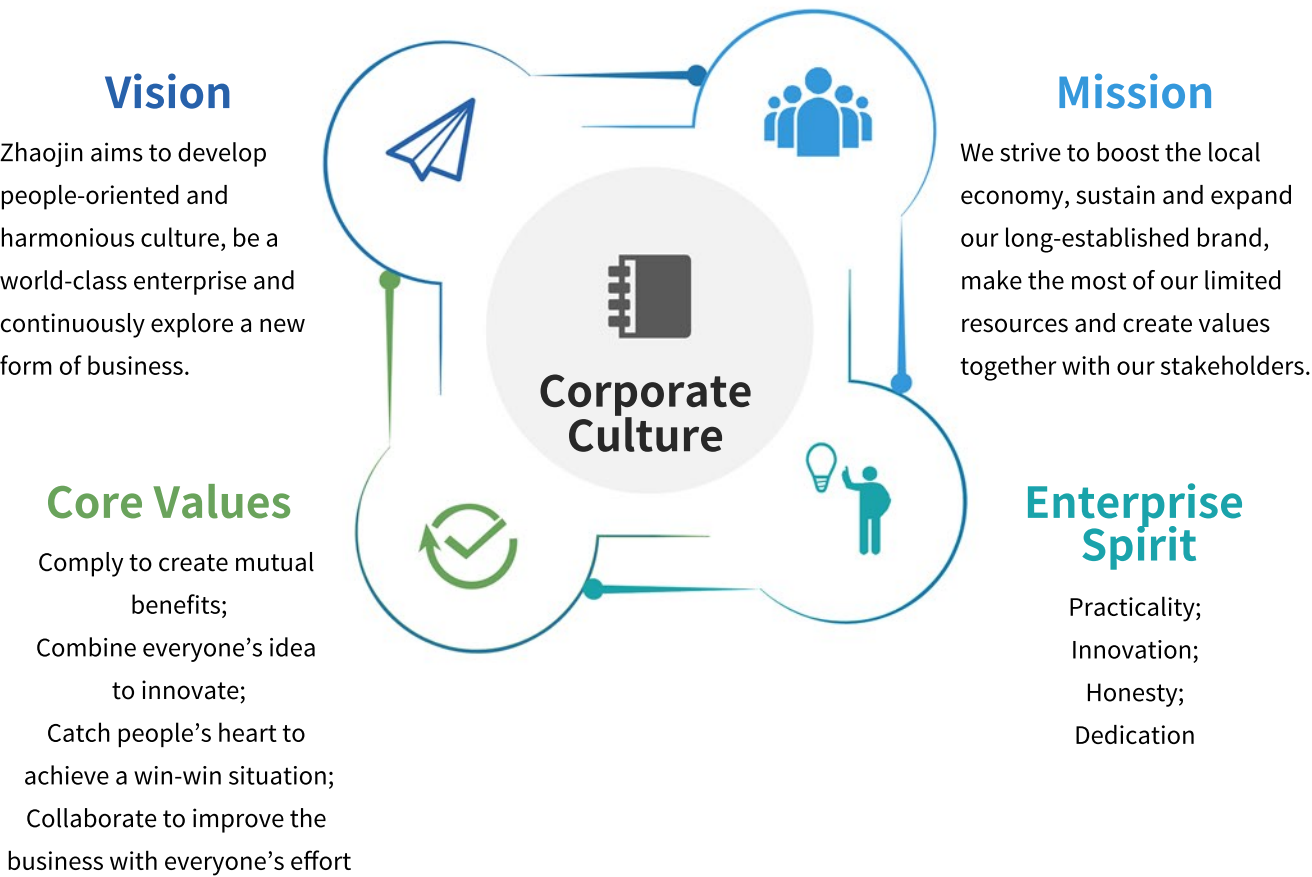 Vision
Zhaojin aims to develop
people-oriented and
harmonious culture, be a
world-class enterprise and
continuously explore a new
form of business.
Mission
We strive to boost the local
economy, sustain and expand
our long-established brand,
make the most of our limited
resources and create values
together with our stakeholders.
Corporate
Culture
Core Values
Comply to create mutual
benefits;
Combine everyone’s idea
to innovate;
Catch people’s heart to
achieve a win-win situation;
Collaborate to improve the
business with everyone’s effort
Enterprise
Spirit
Practicality;
Innovation;
Honesty;
Dedication